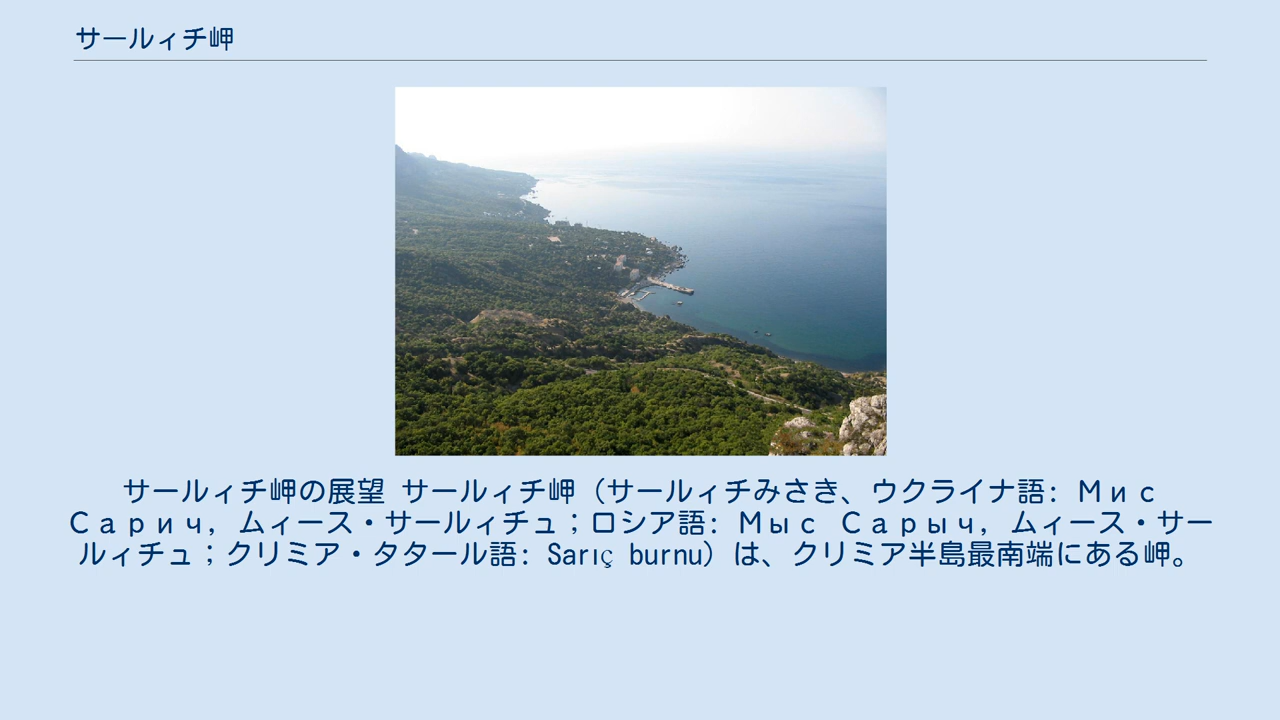 サールィチ岬
サールィチ岬の展望 サールィチ岬（サールィチみさき、ウクライナ語: Мис
Сарич, ムィース・サールィチュ；ロシア語: Мыс Сарыч, ムィース・サー
ルィチュ；クリミア・タタール語: Sarıç burnu）は、クリミア半島最南端にある岬。